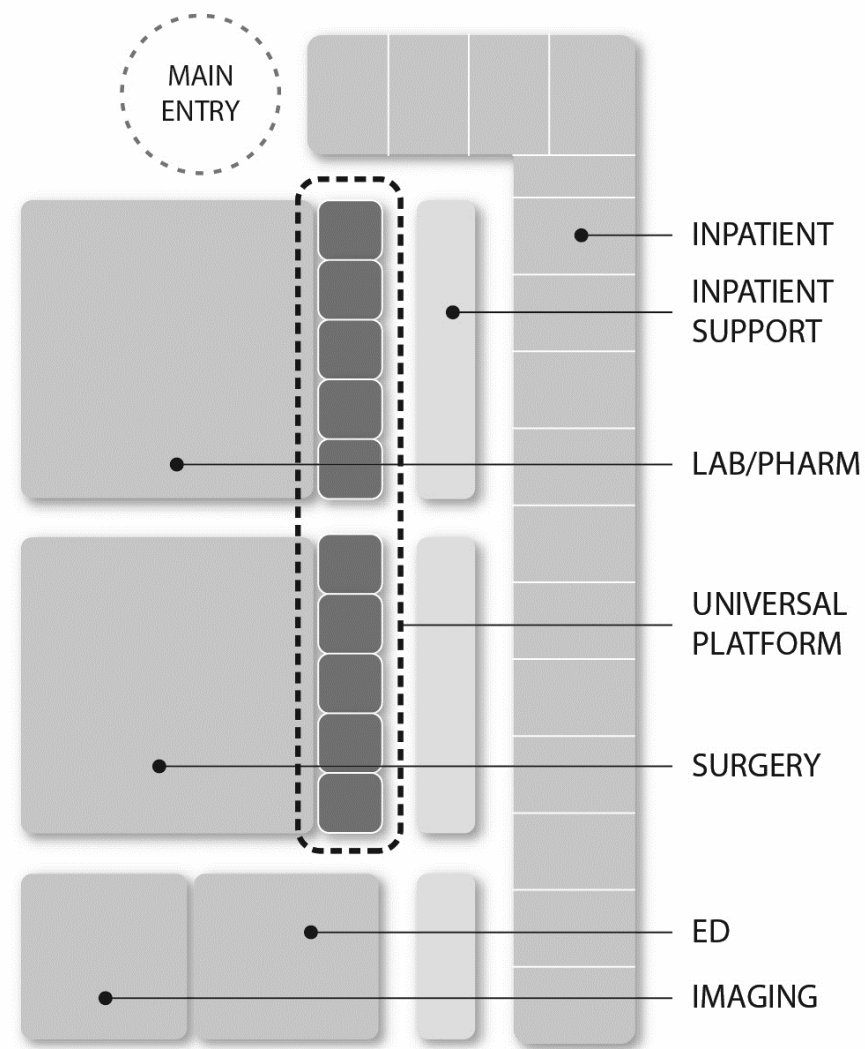 MAIN
ENTRY
INPATIENT
INPATIENT
SUPPORT
LAB/PHARM
UNIVERSAL
PLATFORM
SURGERY
ED
IMAGING